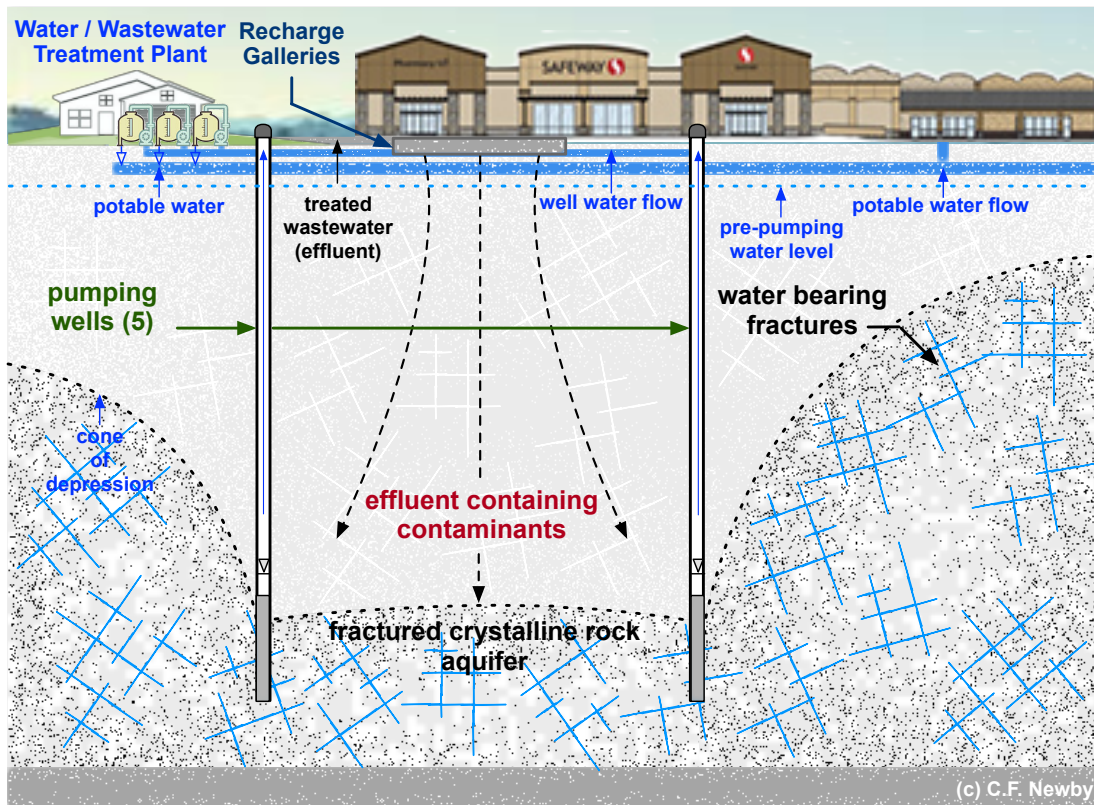 Water / Wastewater
Treatment Plant
Recharge
Galleries
SAFEWAY
potable water
treated
wastewater
(effluent)
well water flow
pre-pumping
water level
potable water flow
pumping
wells (5)
water bearing
fractures
cone
of
depression
effluent containing
contaminants
fractured crystalline rock
aquifer
(c) C.F. Newby